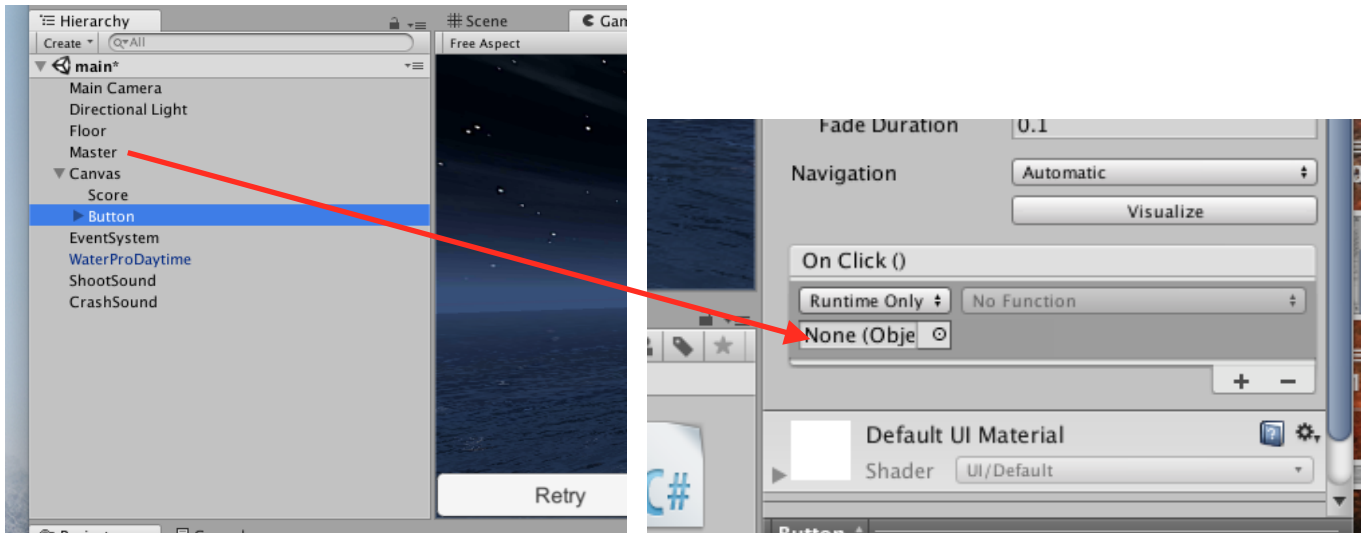 Hierarchy
Scene
Gam
Create
All
Free Aspect
main*
Main Camera
Directional Light
Floor
Master
Canvas
Score
Button
EventSystem
WaterProDaytime
ShootSound
CrashSound
Retry
Fade Duration
0.1
Navigation
Automatic
Visualize
On Click ()
Runtime Only
No Function
None (Obje
+ −
Default UI Material
Shader
UI/Default
C#
Button